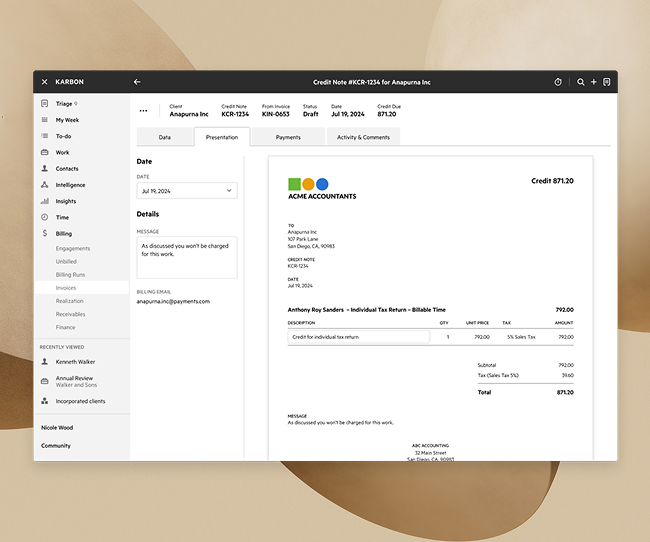 KARBON
Credit Note #KCR-1234 for Anapurna Inc
Triage 9
My Week
To-do
Work
Contacts
Intelligence
Insights
Time
Billing
Engagements
Unbilled
Billing Runs
Invoices
Realization
Receivables
Finance
RECENTLY VIEWED
Kenneth Walker
Annual Review
Walker and Sons
Incorporated clients
Nicole Wood
Community
Client Credit Note From Invoice Status Date Credit Due
Anapurna Inc KCR-1234 KIN-0653 Draft Jul 19, 2024 871.20
Data Presentation Payments Activity & Comments
Date
DATE
Jul 19, 2024
Details
MESSAGE
As discussed you won't be charged
for this work.
BILLING EMAIL
anapurna.inc@payments.com
Credit 871.20
ACME ACCOUNTANTS
TO
Anapurna Inc
107 Park Lane
San Diego, CA, 90983
CREDIT NOTE
KCR-1234
DATE
Jul 19, 2024
Anthony Roy Sanders – Individual Tax Return – Billable Time 792.00
DESCRIPTION QTY UNIT PRICE TAX AMOUNT
Credit for individual tax return 1 792.00 5% Sales Tax 792.00
Subtotal 792.00
Tax (Sales Tax 5%) 39.60
Total 871.20
MESSAGE
As discussed you won't be charged for this work.
ABC ACCOUNTING
32 Main Street
San Diego, CA, 90983